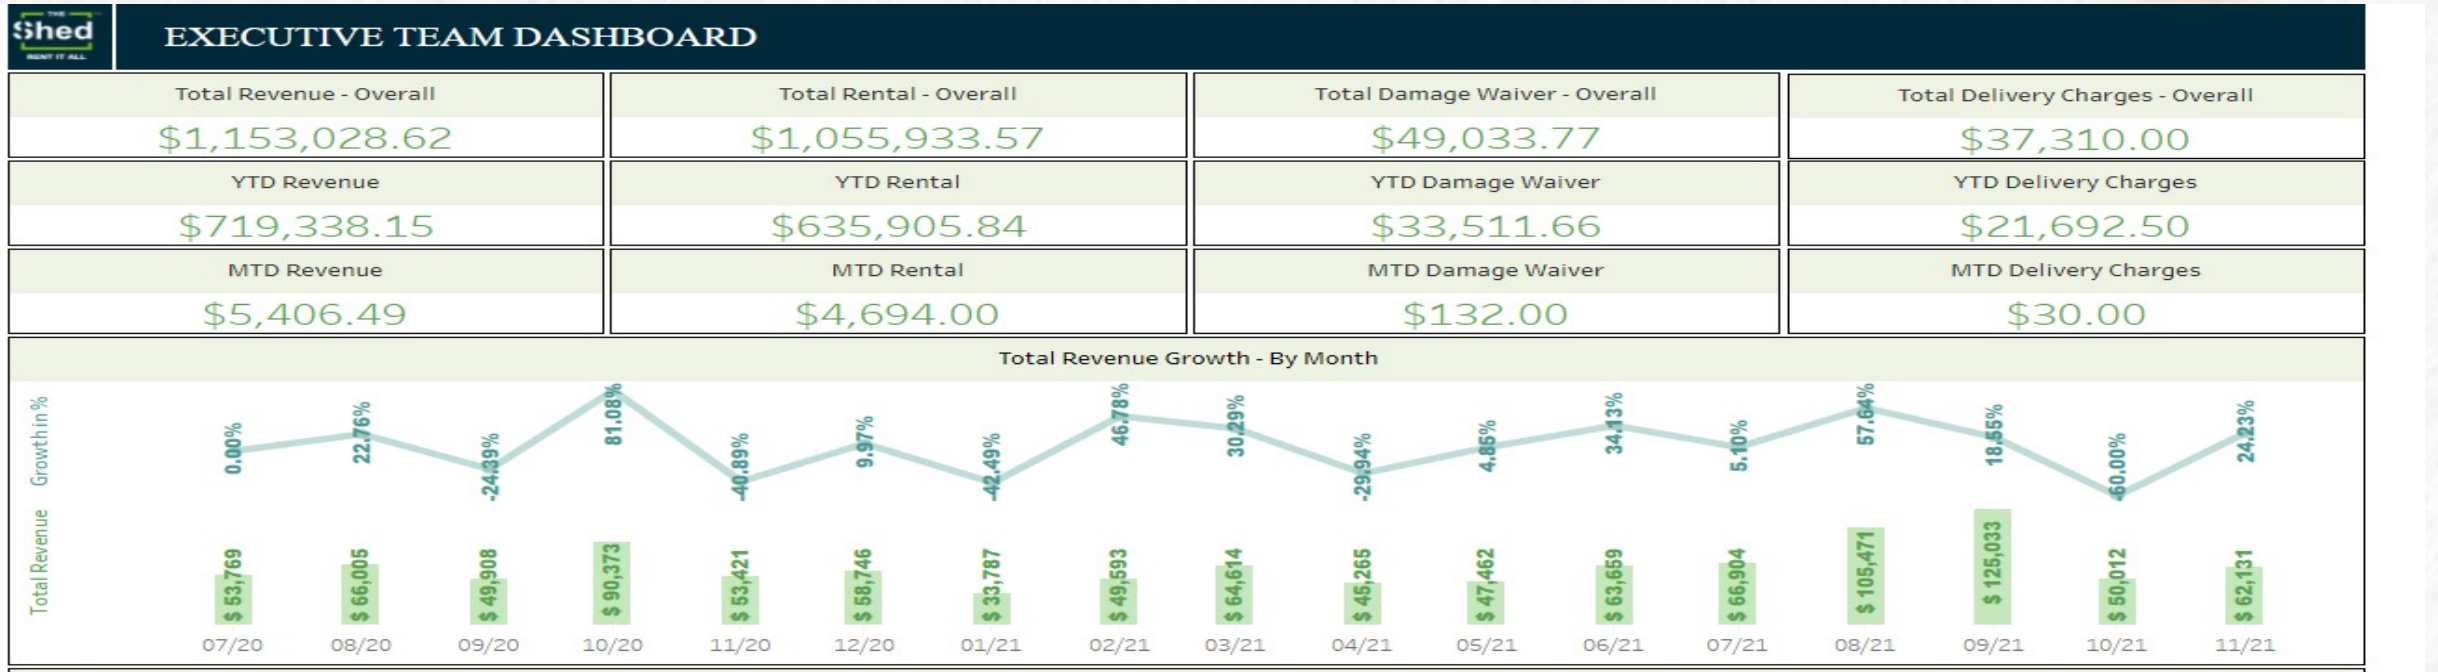 THE
Shed
RENT IT ALL
EXECUTIVE TEAM DASHBOARD
Total Revenue - Overall Total Rental - Overall Total Damage Waiver - Overall Total Delivery Charges - Overall
$1,153,028.62 $1,055,933.57 $49,033.77 $37,310.00
YTD Revenue YTD Rental YTD Damage Waiver YTD Delivery Charges
$719,338.15 $635,905.84 $33,511.66 $21,692.50
MTD Revenue MTD Rental MTD Damage Waiver MTD Delivery Charges
$5,406.49 $4,694.00 $132.00 $30.00
Total Revenue Growth - By Month
Growth in %
0.00% 22.76% -24.39% 81.08% -40.89% 9.97% -42.49% 46.78% 30.29% -29.94% 4.85% 34.13% 5.10% 57.64% 18.55% -60.00% 24.23%
Total Revenue
$ 53,769 $ 66,005 $ 49,908 $ 90,373 $ 53,421 $ 58,746 $ 33,787 $ 49,593 $ 64,614 $ 45,265 $ 47,462 $ 63,659 $ 66,904 $ 105,471 $ 125,033 $ 50,012 $ 62,131
07/20 08/20 09/20 10/20 11/20 12/20 01/21 02/21 03/21 04/21 05/21 06/21 07/21 08/21 09/21 10/21 11/21